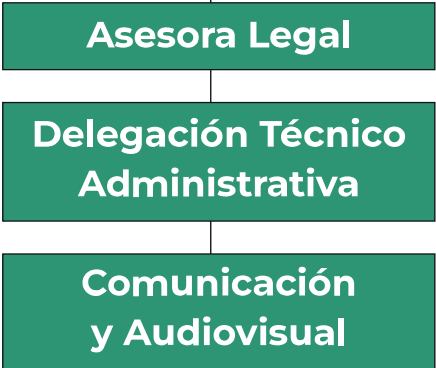 Asesora Legal
Delegación Técnico
Administrativa
Comunicación
y Audiovisual